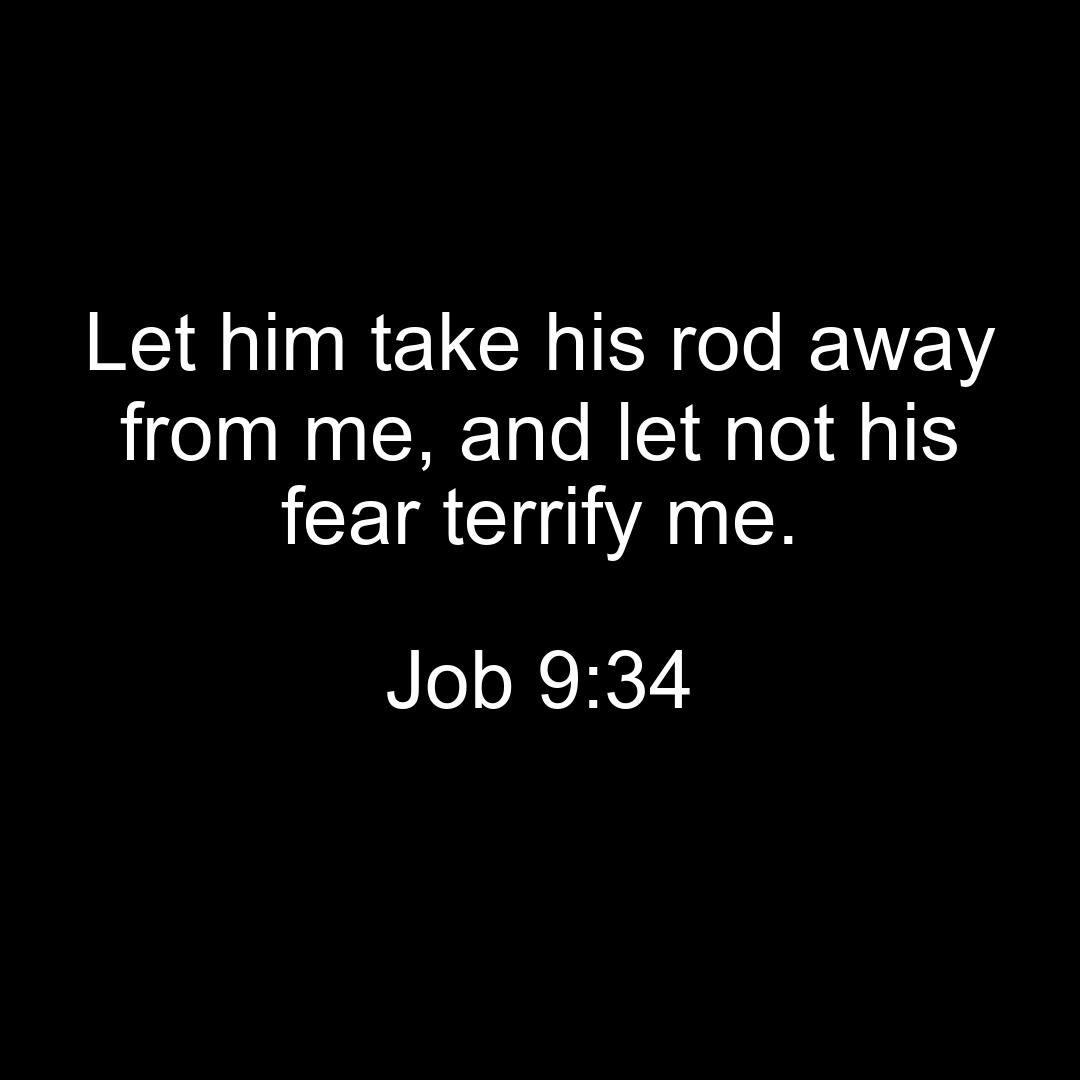 Let him take his rod away
from me, and let not his
fear terrify me.
Job 9:34